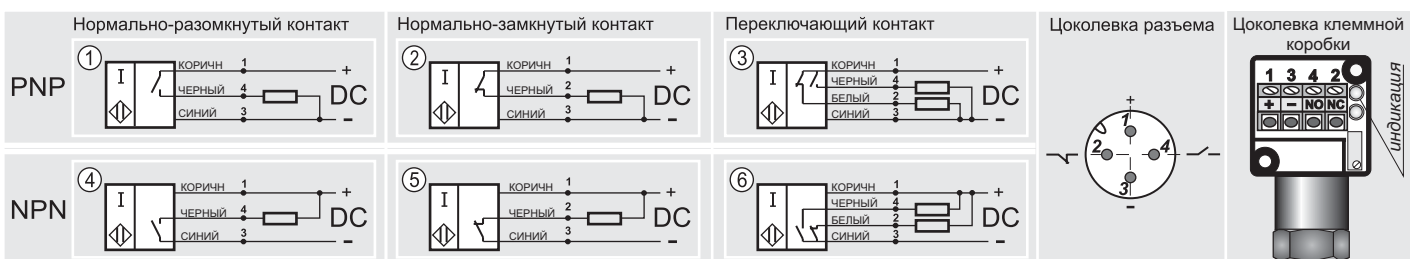 Нормально-разомкнутый контакт
Нормально-замкнутый контакт
Переключающий контакт
Цоколевка разъема
Цоколевка клеммной
коробки
PNP
1
I
КОРИЧН 1
ЧЕРНЫЙ 4
СИНИЙ 3
+
DC
-
2
I
КОРИЧН 1
ЧЕРНЫЙ 2
СИНИЙ 3
+
DC
-
3
I
КОРИЧН 1
ЧЕРНЫЙ 4
БЕЛЫЙ 2
СИНИЙ 3
+
DC
-
NPN
4
I
КОРИЧН 1
ЧЕРНЫЙ 4
СИНИЙ 3
+
DC
-
5
I
КОРИЧН 1
ЧЕРНЫЙ 2
СИНИЙ 3
+
DC
-
6
I
КОРИЧН 1
ЧЕРНЫЙ 4
БЕЛЫЙ 2
СИНИЙ 3
+
DC
-
+
1
2 4
3
-
1 3 4 2
+ - NO NC
индикация